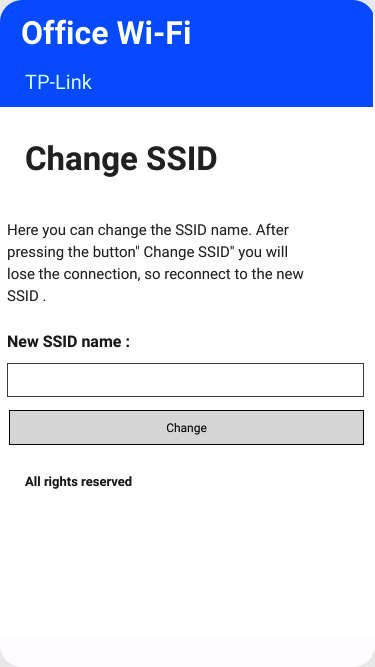 Office Wi-Fi
TP-Link
Change SSID
Here you can change the SSID name. After
pressing the button" Change SSID" you will
lose the connection, so reconnect to the new
SSID .
New SSID name :
Change
All rights reserved